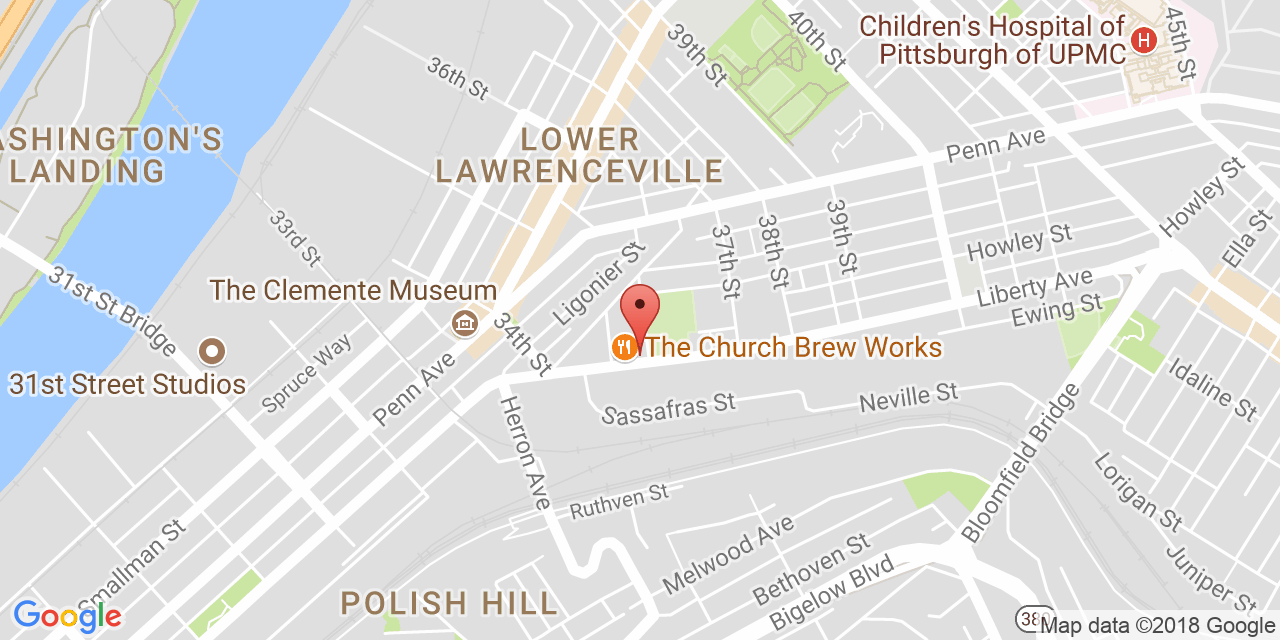 40th St
39th St
45th St
Children's Hospital of
Pittsburgh of UPMC
H
36th St
ASHINGTON'S
LANDING
LOWER
LAWRENCEVILLE
Penn Ave
Howley St
Ella St
33rd St
37th St
38th St
39th St
Howley St
Ligonier St
31st St Bridge
The Clemente Museum
Liberty Ave
Ewing St
34th St
The Church Brew Works
31st Street Studios
Spruce Way
Penn Ave
Sassafras St
Neville St
Idaline St
Herron Ave
Bloomfield Bridge
Ruthven St
Lorigan St
Melwood Ave
Smallman St
Bethoven St
Bigelow Blvd
Juniper St
POLISH HILL
Google
Map data ©2018 Google